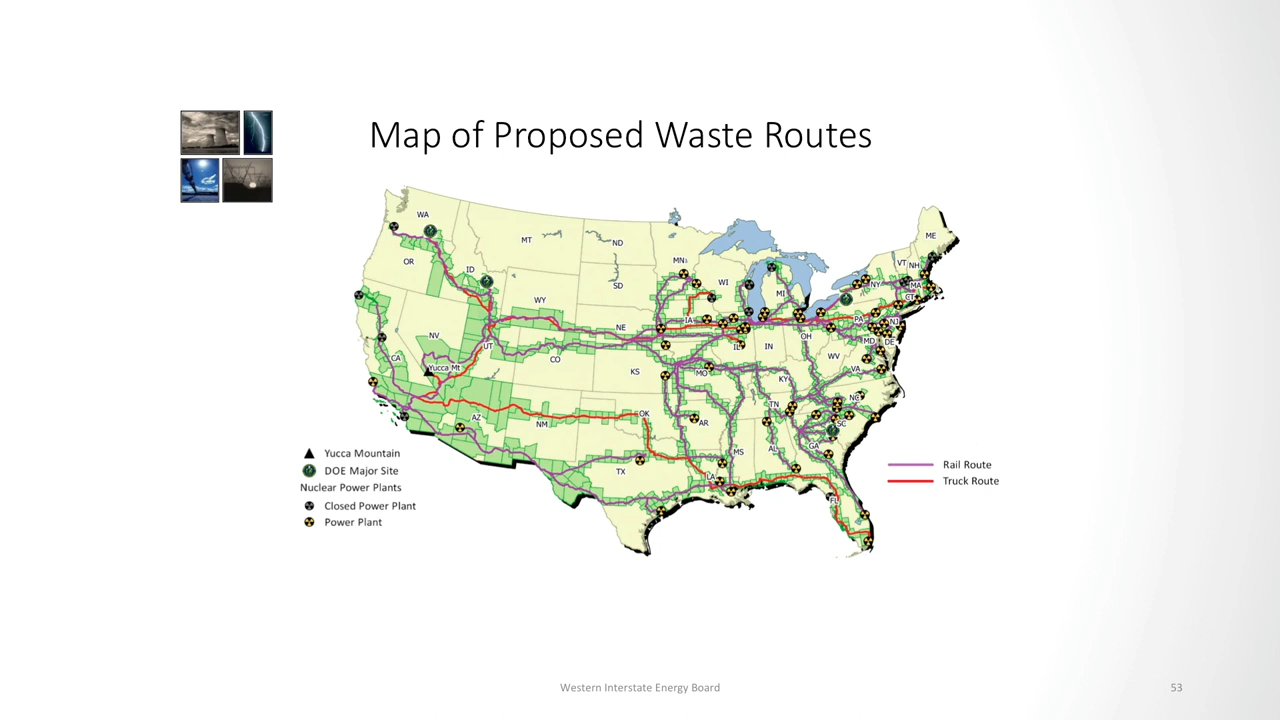 Map of Proposed Waste Routes
WA
MT
ND
MN
ME
VT
NH
OR
ID
SD
WI
MI
NY
MA
CT
WY
IA
PA
NJ
NV
NE
OH
MD
DE
UT
CO
IL
IN
WV
CA
Yucca Mt
KS
MO
KY
VA
AZ
NM
OK
AR
TN
NC
SC
MS
AL
GA
TX
LA
FL
Yucca Mountain
DOE Major Site
Nuclear Power Plants
Closed Power Plant
Power Plant
Rail Route
Truck Route
Western Interstate Energy Board
53